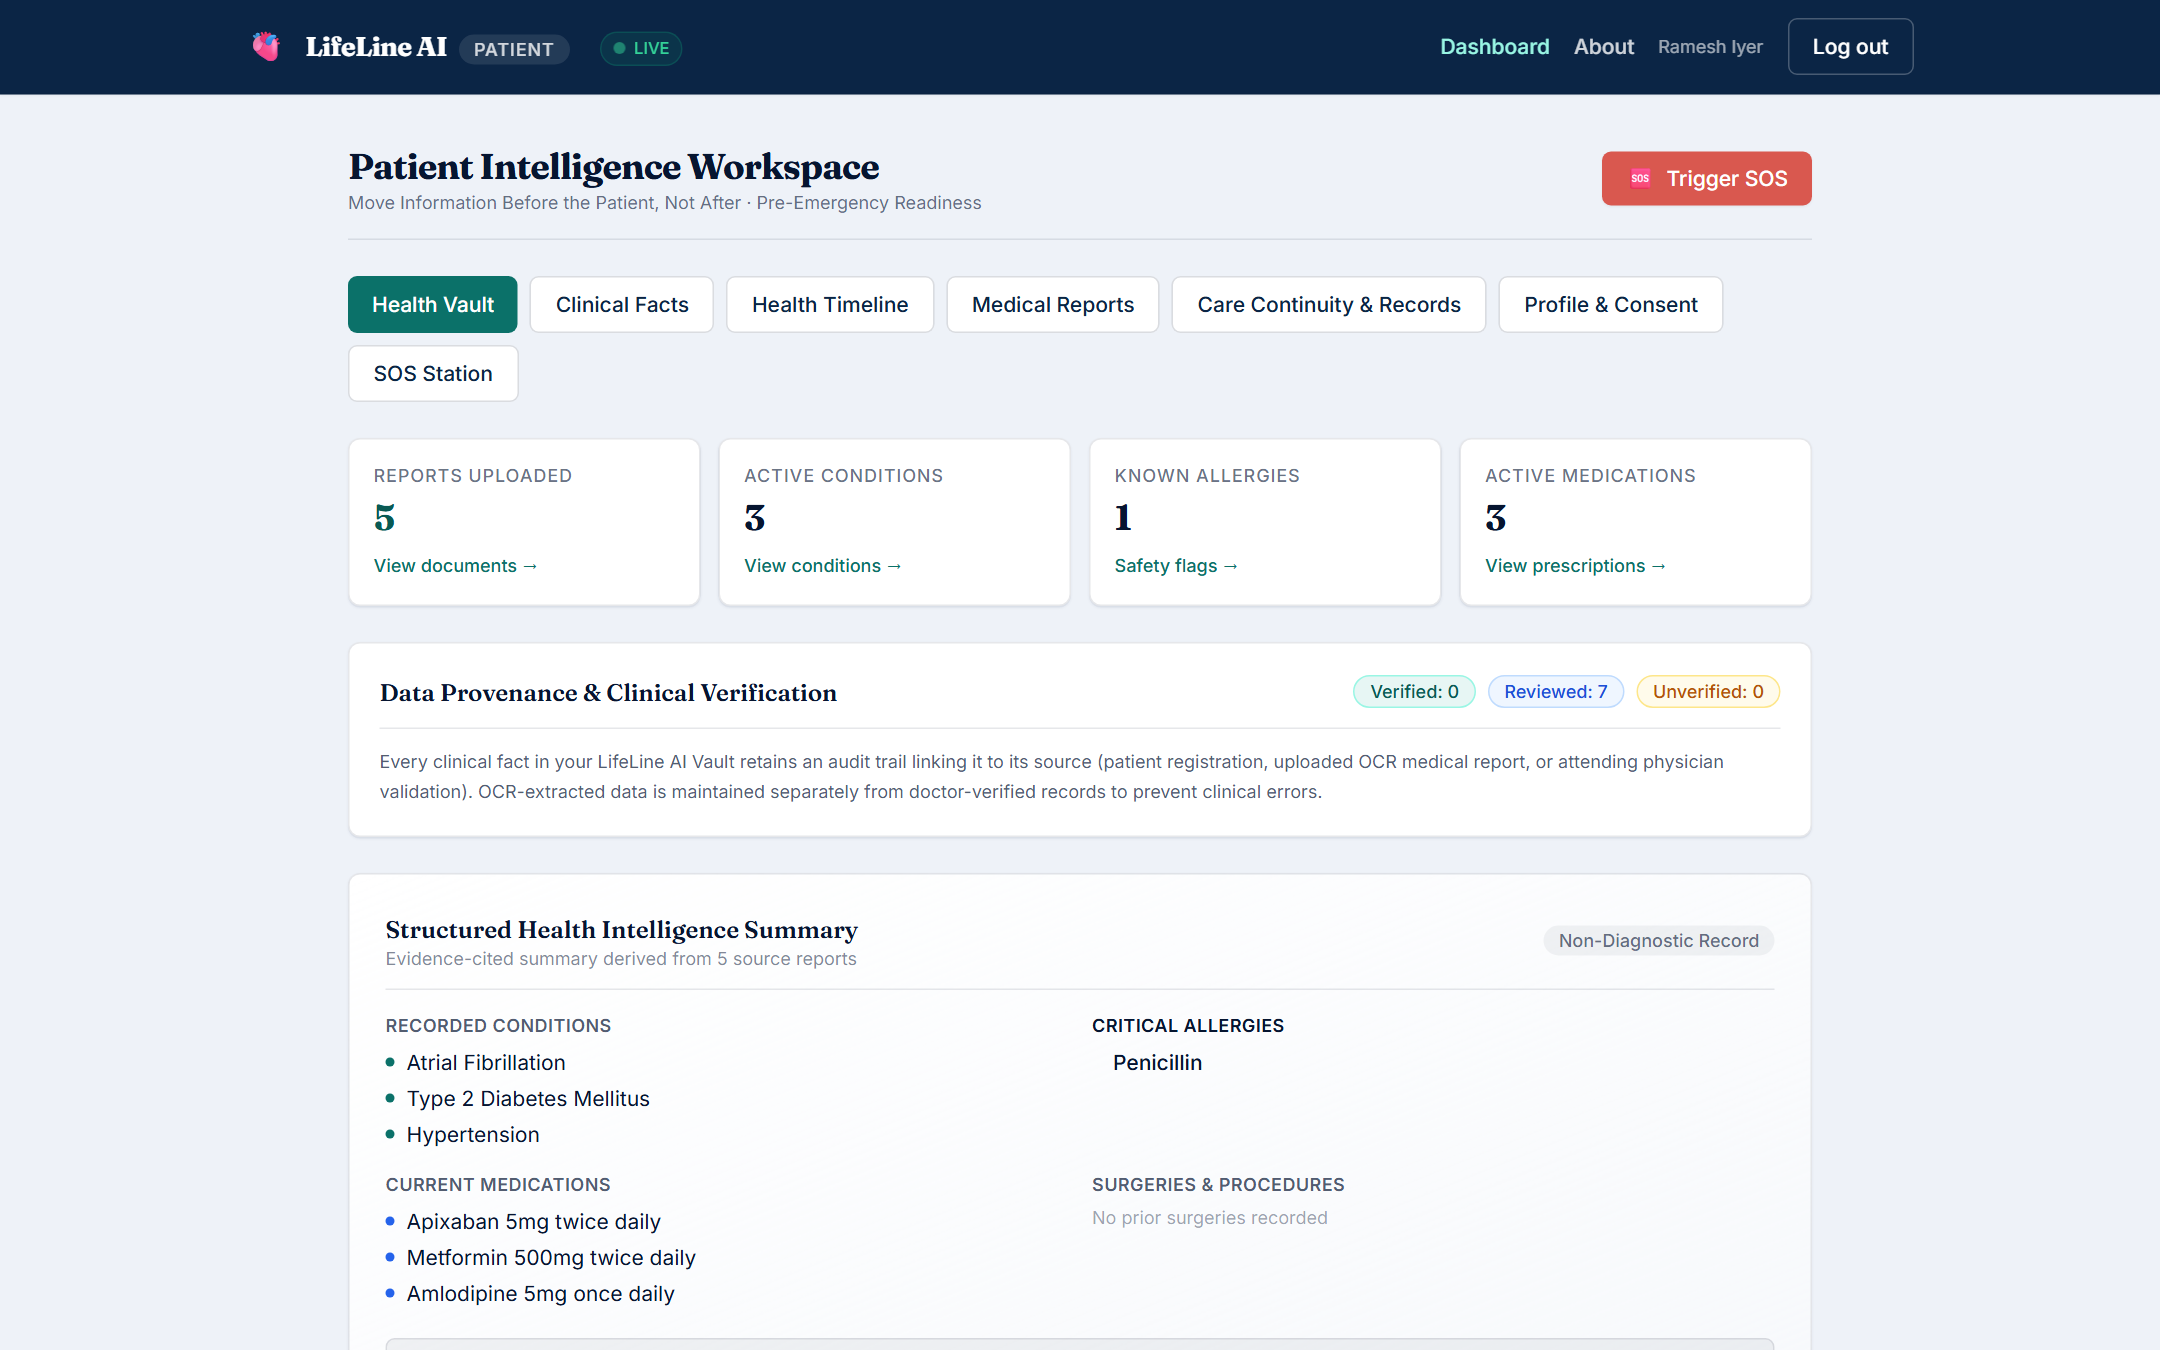 LifeLine AI PATIENT LIVE Dashboard About Ramesh Iyer Log out
Patient Intelligence Workspace
Move Information Before the Patient, Not After · Pre-Emergency Readiness
SOS Trigger SOS
Health Vault Clinical Facts Health Timeline Medical Reports Care Continuity & Records Profile & Consent
SOS Station
REPORTS UPLOADED
5
View documents →
ACTIVE CONDITIONS
3
View conditions →
KNOWN ALLERGIES
1
Safety flags →
ACTIVE MEDICATIONS
3
View prescriptions →
Data Provenance & Clinical Verification
Verified: 0 Reviewed: 7 Unverified: 0
Every clinical fact in your LifeLine AI Vault retains an audit trail linking it to its source (patient registration, uploaded OCR medical report, or attending physician
validation). OCR-extracted data is maintained separately from doctor-verified records to prevent clinical errors.
Structured Health Intelligence Summary
Evidence-cited summary derived from 5 source reports
Non-Diagnostic Record
RECORDED CONDITIONS
Atrial Fibrillation
Type 2 Diabetes Mellitus
Hypertension
CRITICAL ALLERGIES
Penicillin
CURRENT MEDICATIONS
Apixaban 5mg twice daily
Metformin 500mg twice daily
Amlodipine 5mg once daily
SURGERIES & PROCEDURES
No prior surgeries recorded